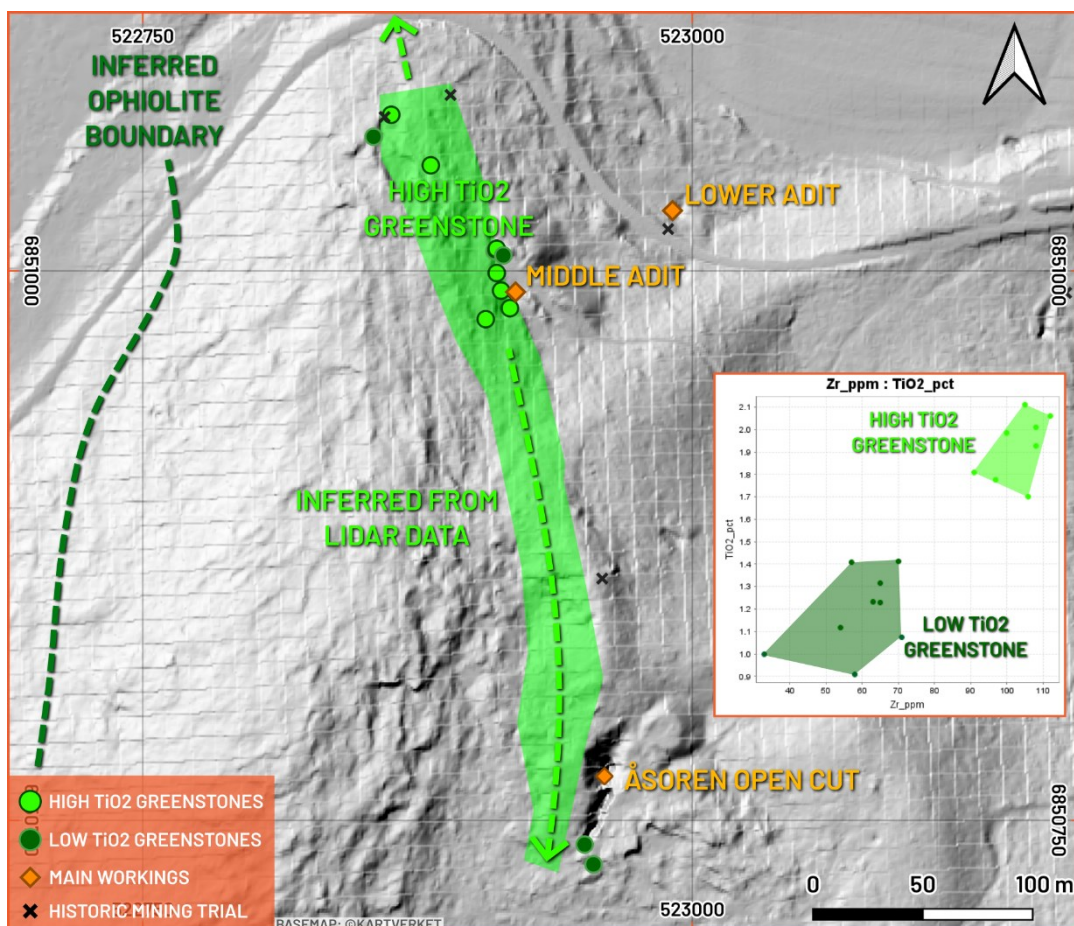 522750
523000
INFERRED
OPHIOLITE
BOUNDARY
HIGH TiO2
GREENSTONE
LOWER ADIT
6851000
6851000
MIDDLE ADIT
INFERRED FROM
LIDAR DATA
Zr_ppm : TiO2_pct
2.1
2.0
1.9
1.8
1.7
1.6
1.5
1.4
1.3
1.2
1.1
1.0
0.9
TiO2_pct
HIGH TiO2
GREENSTONE
LOW TiO2
GREENSTONE
40 50 60 70 80 90 100 110
Zr_ppm
ÅSOREN OPEN CUT
6850750
HIGH TiO2 GREENSTONES
LOW TiO2 GREENSTONES
MAIN WORKINGS
HISTORIC MINING TRIAL
BASEMAP: ©KARTVERKET
523000
0 50 100 m